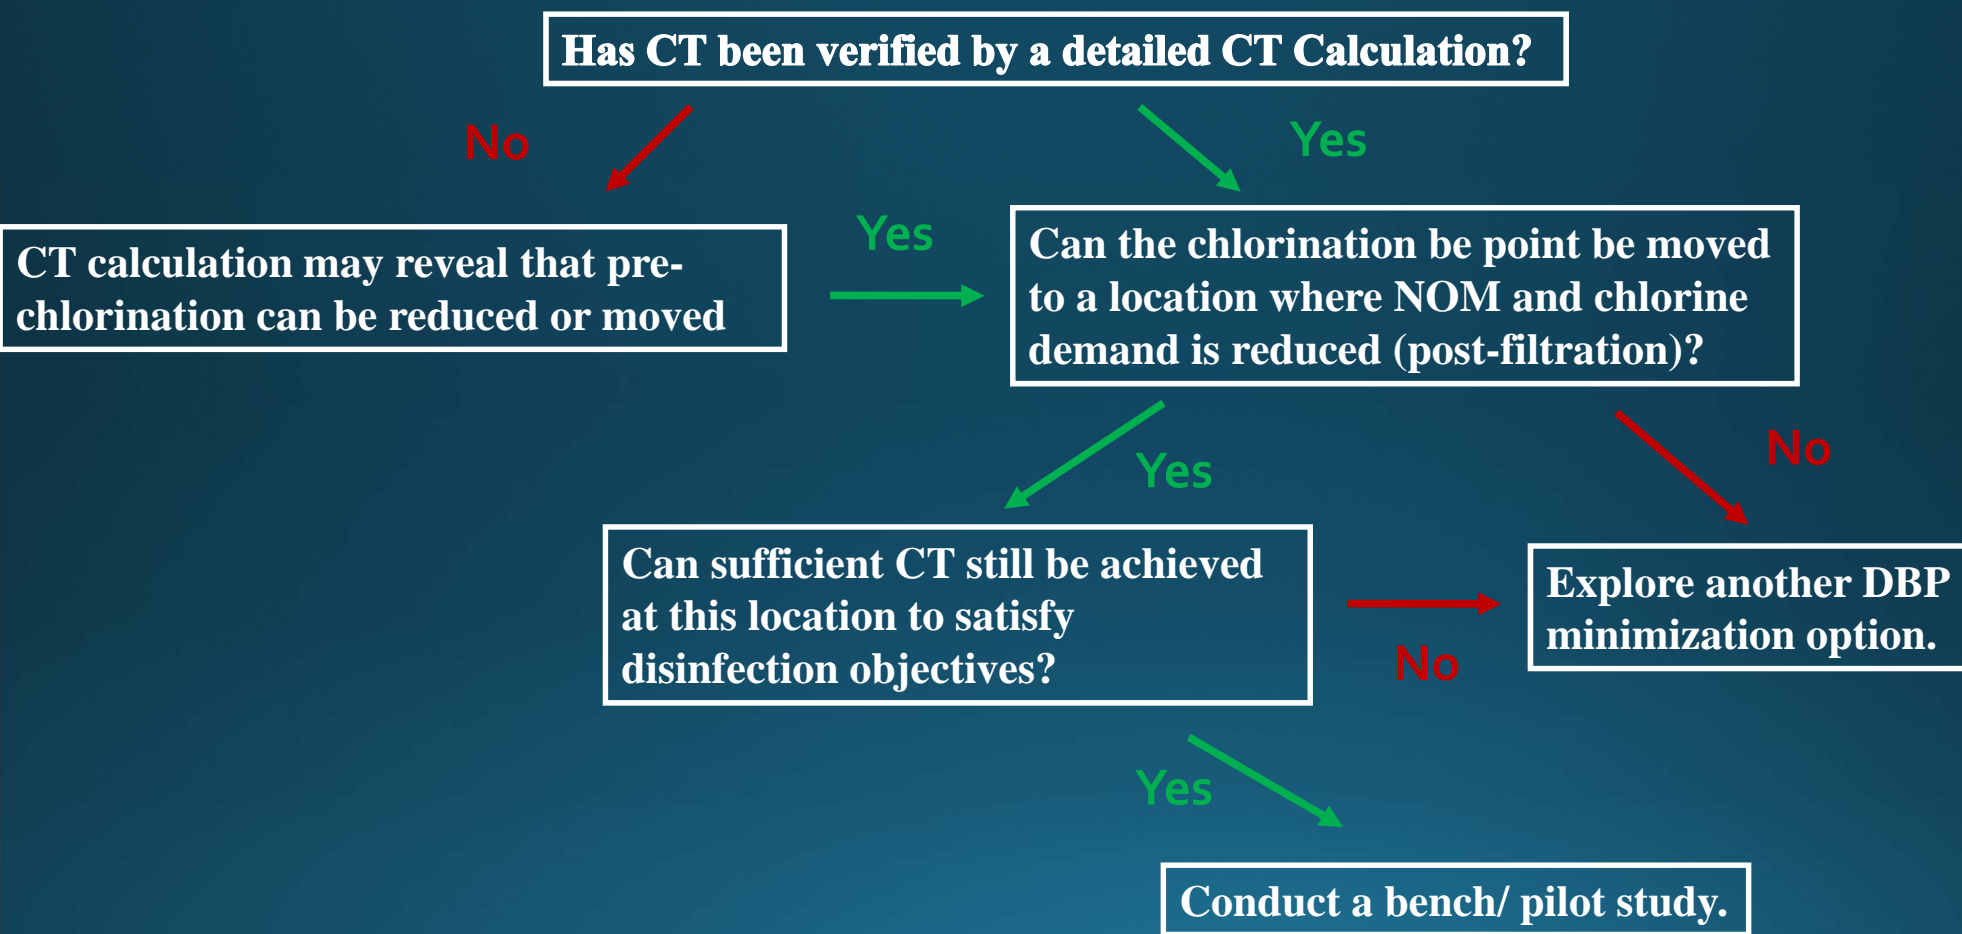 Has CT been verified by a detailed CT Calculation?
No
Yes
CT calculation may reveal that pre-
chlorination can be reduced or moved
Yes
Can the chlorination be point be moved
to a location where NOM and chlorine
demand is reduced (post-filtration)?
Yes
No
Can sufficient CT still be achieved
at this location to satisfy
disinfection objectives?
No
Explore another DBP
minimization option.
Yes
Conduct a bench/ pilot study.